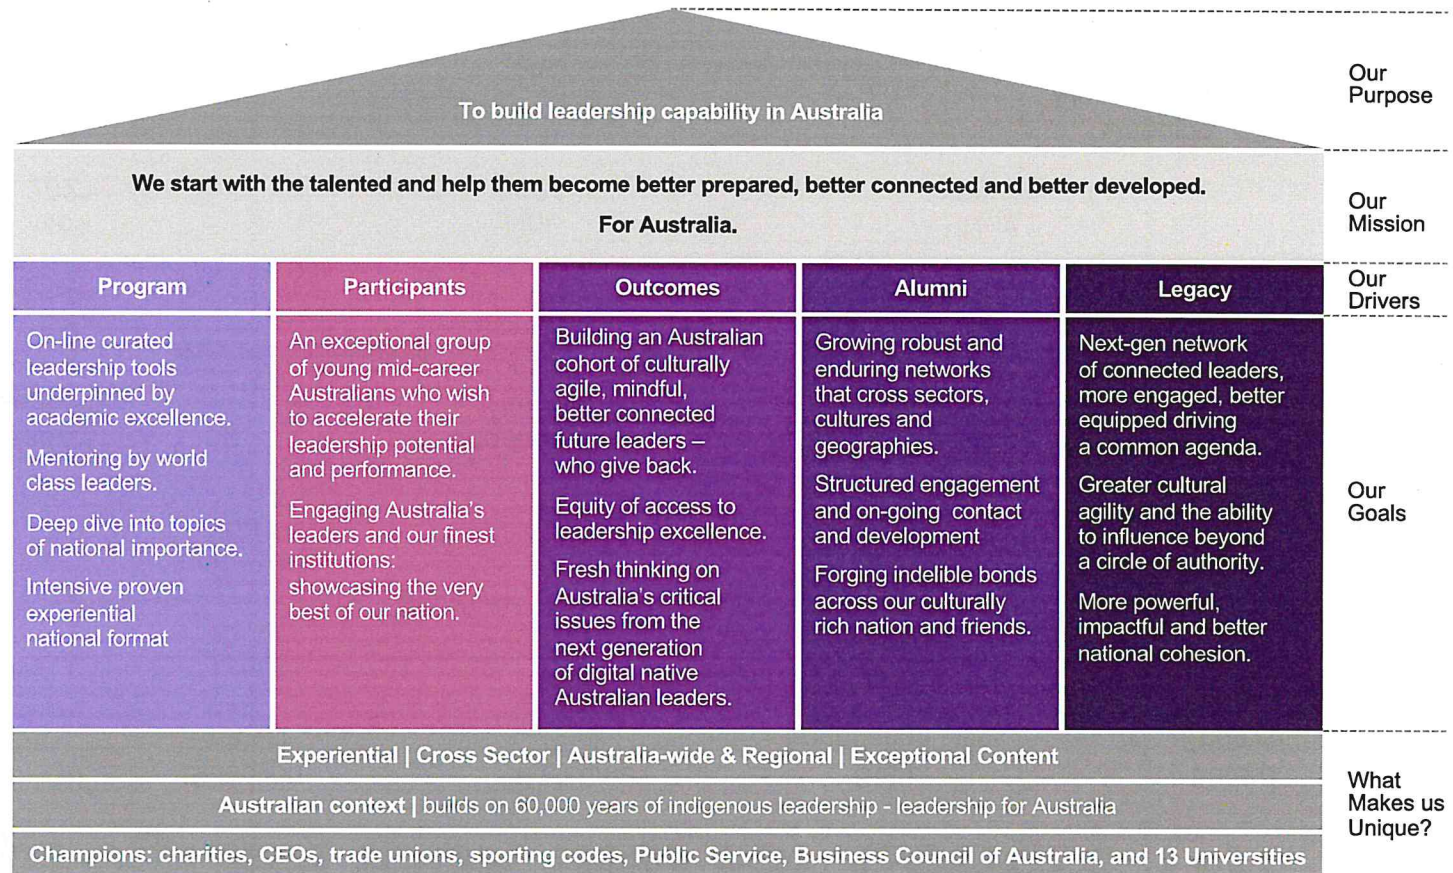 To build leadership capability in Australia
Our
Purpose
We start with the talented and help them become better prepared, better connected and better developed.
For Australia.
Our
Mission
Program
Participants
Outcomes
Alumni
Legacy
Our
Drivers
On-line curated
leadership tools
underpinned by
academic excellence.
Mentoring by world
class leaders.
Deep dive into topics
of national importance.
Intensive proven
experiential
national format
An exceptional group
of young mid-career
Australians who wish
to accelerate their
leadership potential
and performance.
Engaging Australia's
leaders and our finest
institutions:
showcasing the very
best of our nation.
Building an Australian
cohort of culturally
agile, mindful,
better connected
future leaders –
who give back.
Equity of access to
leadership excellence.
Fresh thinking on
Australia's critical
issues from the
next generation
of digital native
Australian leaders.
Growing robust and
enduring networks
that cross sectors,
cultures and
geographies.
Structured engagement
and on-going contact
and development
Forging indelible bonds
across our culturally
rich nation and friends.
Next-gen network
of connected leaders,
more engaged, better
equipped driving
a common agenda.
Greater cultural
agility and the ability
to influence beyond
a circle of authority.
More powerful,
impactful and better
national cohesion.
Our
Goals
Experiential | Cross Sector | Australia-wide & Regional | Exceptional Content
Australian context | builds on 60,000 years of indigenous leadership - leadership for Australia
Champions: charities, CEOs, trade unions, sporting codes, Public Service, Business Council of Australia, and 13 Universities
What
Makes us
Unique?